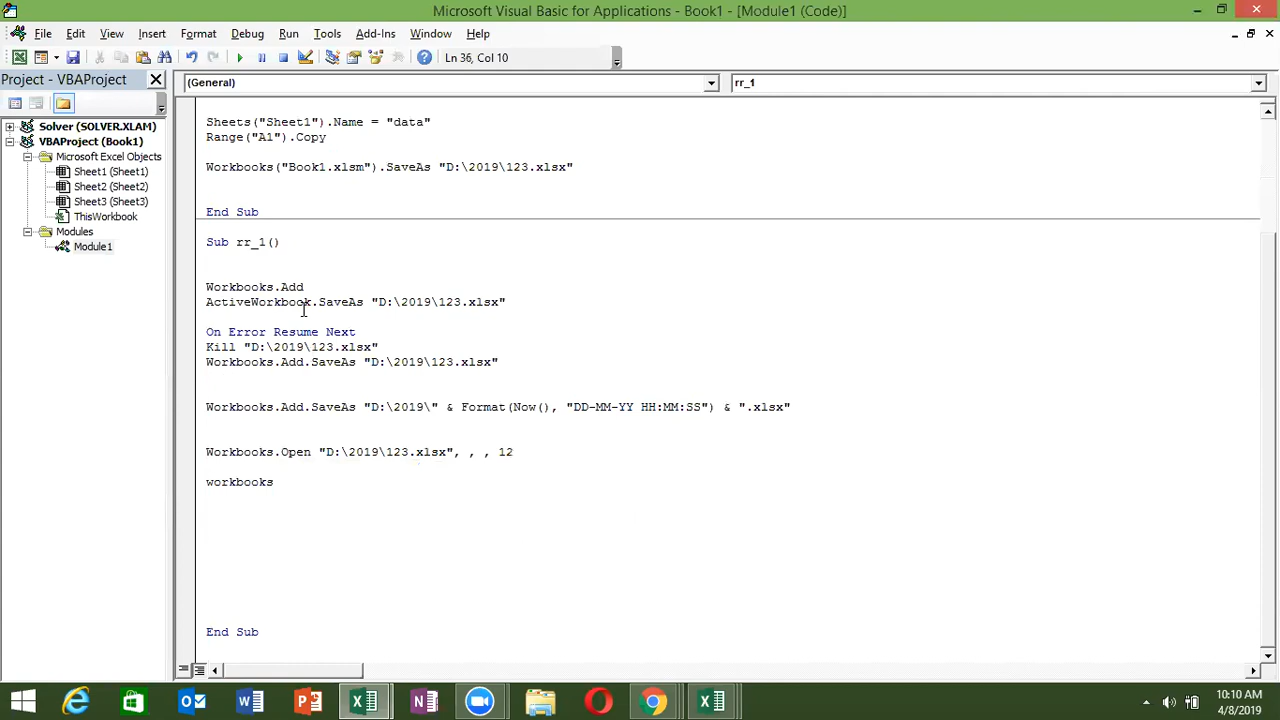 Microsoft Visual Basic for Applications - Book1 - [Module1 (Code)]
File Edit View Insert Format Debug Run Tools Add-Ins Window Help
Ln 36, Col 10
Project - VBAProject
(General)
rr_1
Solver (SOLVER.XLAM)
VBAProject (Book1)
Microsoft Excel Objects
Sheet1 (Sheet1)
Sheet2 (Sheet2)
Sheet3 (Sheet3)
ThisWorkbook
Modules
Module1
Sheets("Sheet1").Name = "data"
Range("A1").Copy
Workbooks("Book1.xlsm").SaveAs "D:\2019\123.xlsx"
End Sub
Sub rr_1()
Workbooks.Add
ActiveWorkbook.SaveAs "D:\2019\123.xlsx"
On Error Resume Next
Kill "D:\2019\123.xlsx"
Workbooks.Add.SaveAs "D:\2019\123.xlsx"
Workbooks.Add.SaveAs "D:\2019\" & Format(Now(), "DD-MM-YY HH:MM:SS") & ".xlsx"
Workbooks.Open "D:\2019\123.xlsx", , , 12
workbooks
End Sub
10:10 AM
4/8/2019